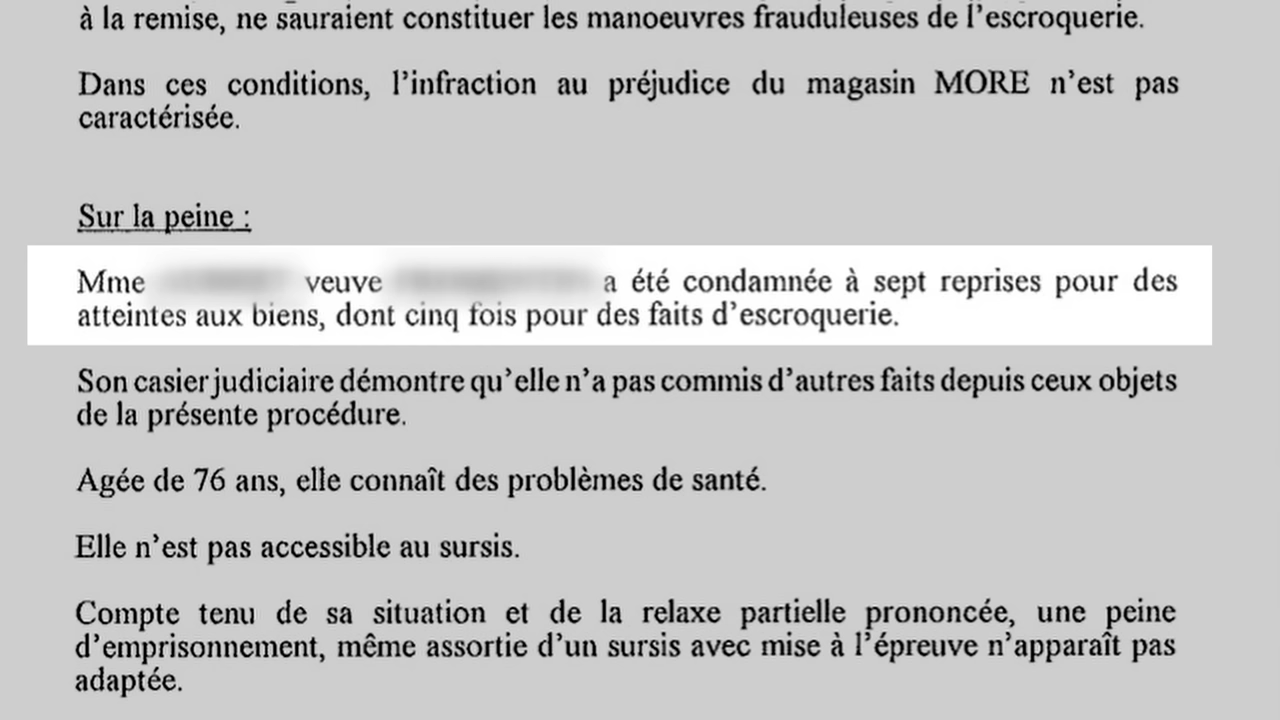 à la remise, ne sauraient constituer les manoeuvres frauduleuses de l'escroquerie.
Dans ces conditions, l'infraction au préjudice du magasin MORE n'est pas
caractérisée.
Sur la peine :
Mme veuve a été condamnée à sept reprises pour des
atteintes aux biens, dont cinq fois pour des faits d'escroquerie.
Son casier judiciaire démontre qu'elle n'a pas commis d'autres faits depuis ceux objets
de la présente procédure.
Agée de 76 ans, elle connaît des problèmes de santé.
Elle n'est pas accessible au sursis.
Compte tenu de sa situation et de la relaxe partielle prononcée, une peine
d'emprisonnement, même assortie d'un sursis avec mise à l'épreuve n'apparaît pas
adaptée.